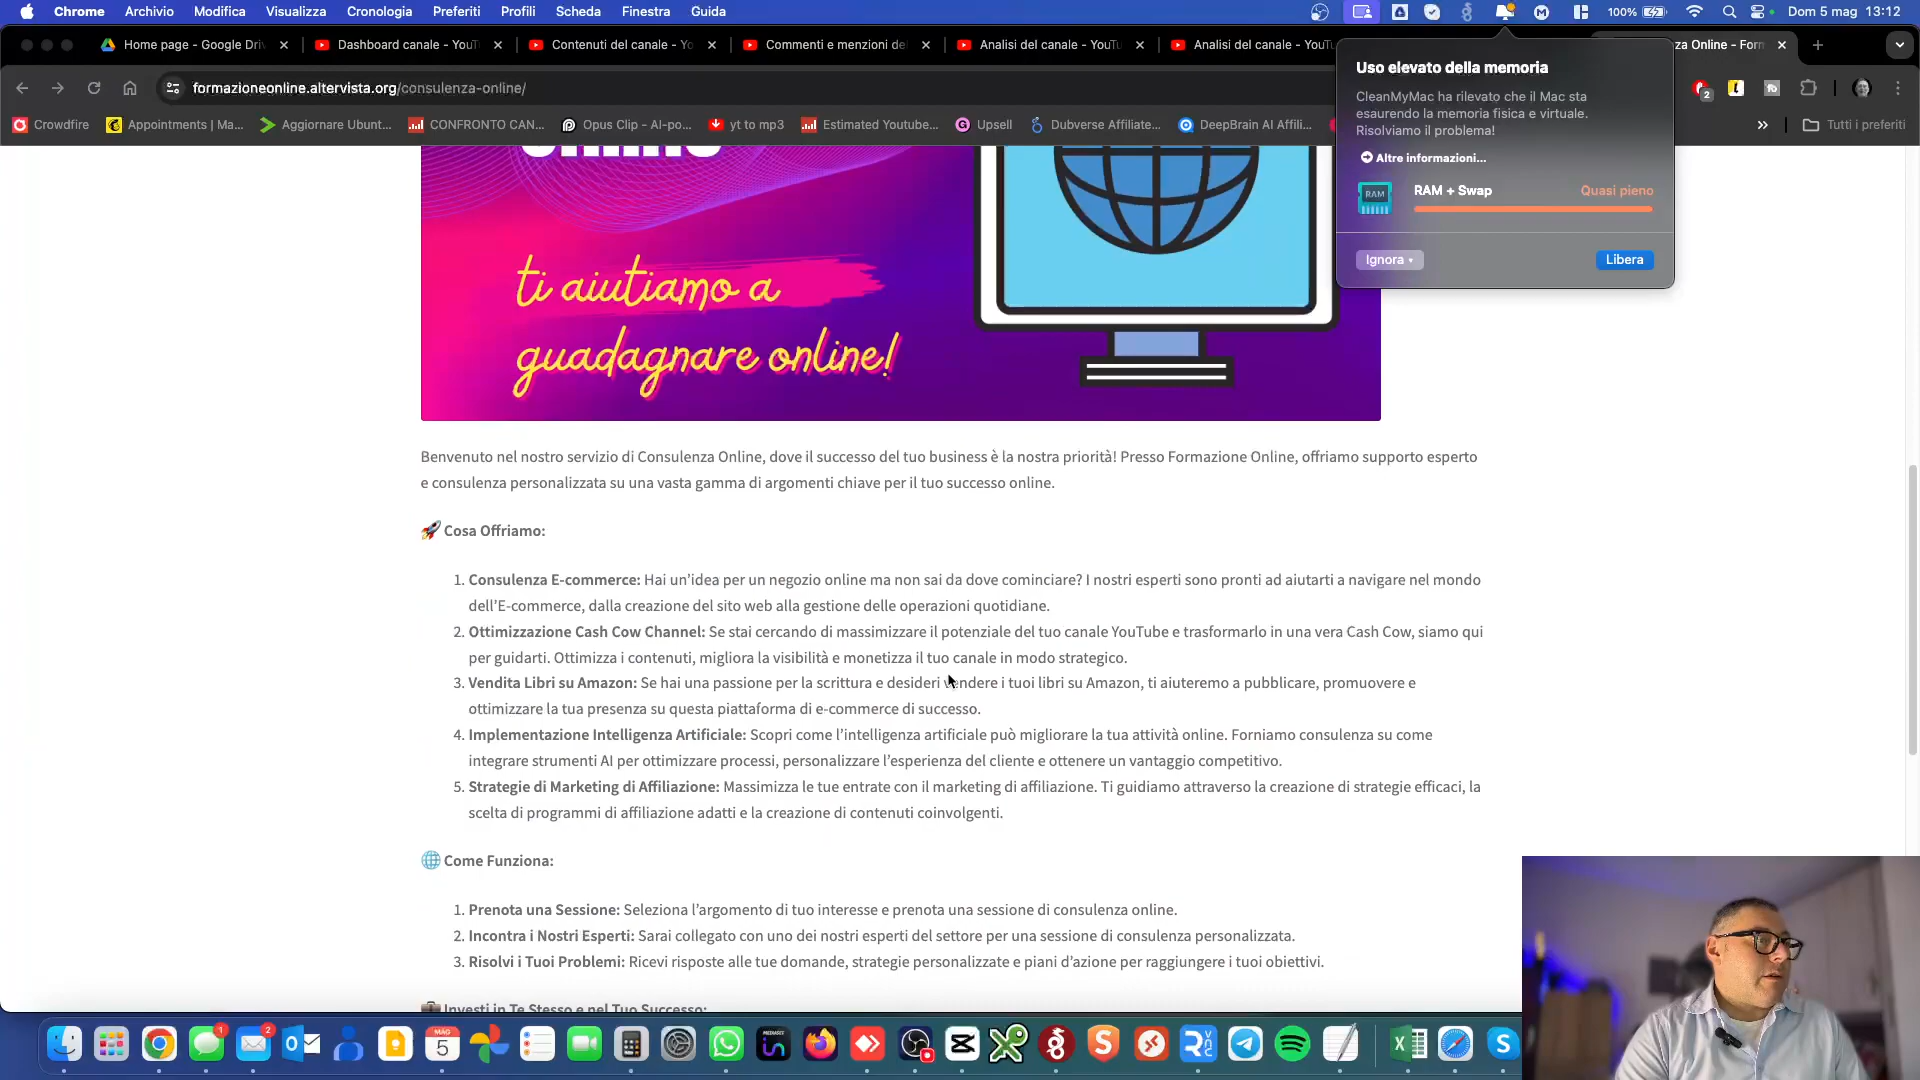 Chrome Archivio Modifica Visualizza Cronologia Preferiti Profili Scheda Finestra Guida 100% Dom 5 mag 13:12
Home page - Google Driv Dashboard canale - YouT Contenuti del canale - Yo Commenti e menzioni de Analisi del canale - YouTu Analisi del canale - YouTu za Online - Form
formazioneonline.altervista.org/consulenza-online/
Crowdfire Appointments | Ma... Aggiornare Ubunt... CONFRONTO CAN... Opus Clip - AI-po... yt to mp3 Estimated Youtube... Upsell Dubverse Affiliate... DeepBrain AI Affili... Tutti i preferiti
Uso elevato della memoria
CleanMyMac ha rilevato che il Mac sta
esaurendo la memoria fisica e virtuale.
Risolviamo il problema!
Altre informazioni...
RAM
RAM + Swap Quasi pieno
Ignora Libera
ti aiutiamo a
guadagnare online!
Benvenuto nel nostro servizio di Consulenza Online, dove il successo del tuo business è la nostra priorità! Presso Formazione Online, offriamo supporto esperto
e consulenza personalizzata su una vasta gamma di argomenti chiave per il tuo successo online.
🚀 Cosa Offriamo:
1. Consulenza E-commerce: Hai un'idea per un negozio online ma non sai da dove cominciare? I nostri esperti sono pronti ad aiutarti a navigare nel mondo
dell'E-commerce, dalla creazione del sito web alla gestione delle operazioni quotidiane.
2. Ottimizzazione Cash Cow Channel: Se stai cercando di massimizzare il potenziale del tuo canale YouTube e trasformarlo in una vera Cash Cow, siamo qui
per guidarti. Ottimizza i contenuti, migliora la visibilità e monetizza il tuo canale in modo strategico.
3. Vendita Libri su Amazon: Se hai una passione per la scrittura e desideri vendere i tuoi libri su Amazon, ti aiuteremo a pubblicare, promuovere e
ottimizzare la tua presenza su questa piattaforma di e-commerce di successo.
4. Implementazione Intelligenza Artificiale: Scopri come l'intelligenza artificiale può migliorare la tua attività online. Forniamo consulenza su come
integrare strumenti AI per ottimizzare processi, personalizzare l'esperienza del cliente e ottenere un vantaggio competitivo.
5. Strategie di Marketing di Affiliazione: Massimizza le tue entrate con il marketing di affiliazione. Ti guidiamo attraverso la creazione di strategie efficaci, la
scelta di programmi di affiliazione adatti e la creazione di contenuti coinvolgenti.
🌐 Come Funziona:
1. Prenota una Sessione: Seleziona l'argomento di tuo interesse e prenota una sessione di consulenza online.
2. Incontra i Nostri Esperti: Sarai collegato con uno dei nostri esperti del settore per una sessione di consulenza personalizzata.
3. Risolvi i Tuoi Problemi: Ricevi risposte alle tue domande, strategie personalizzate e piani d'azione per raggiungere i tuoi obiettivi.
💼 Investi in Te Stesso e nel Tuo Successo: